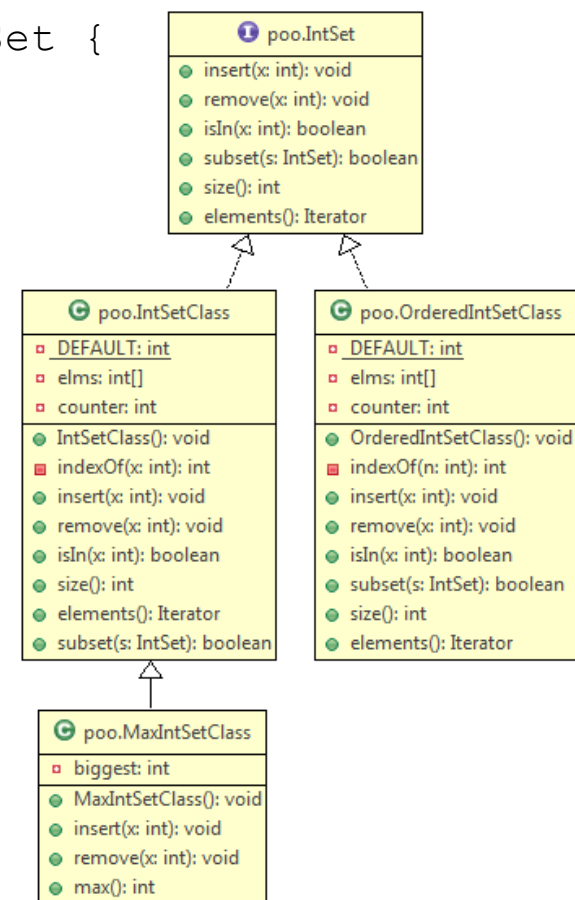 et {
I poo.IntSet
insert(x: int): void
remove(x: int): void
isIn(x: int): boolean
subset(s: IntSet): boolean
size(): int
elements(): Iterator
C poo.IntSetClass
DEFAULT: int
elms: int[]
counter: int
IntSetClass(): void
indexOf(x: int): int
insert(x: int): void
remove(x: int): void
isIn(x: int): boolean
size(): int
elements(): Iterator
subset(s: IntSet): boolean
C poo.OrderedIntSetClass
DEFAULT: int
elms: int[]
counter: int
OrderedIntSetClass(): void
indexOf(n: int): int
insert(x: int): void
remove(x: int): void
isIn(x: int): boolean
subset(s: IntSet): boolean
size(): int
elements(): Iterator
C poo.MaxIntSetClass
biggest: int
MaxIntSetClass(): void
insert(x: int): void
remove(x: int): void
max(): int